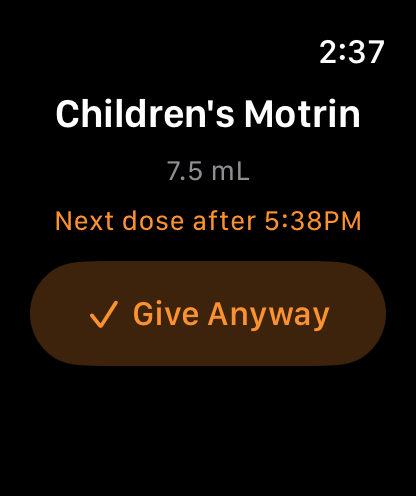 2:37
Children's Motrin
7.5 mL
Next dose after 5:38PM
✓ Give Anyway